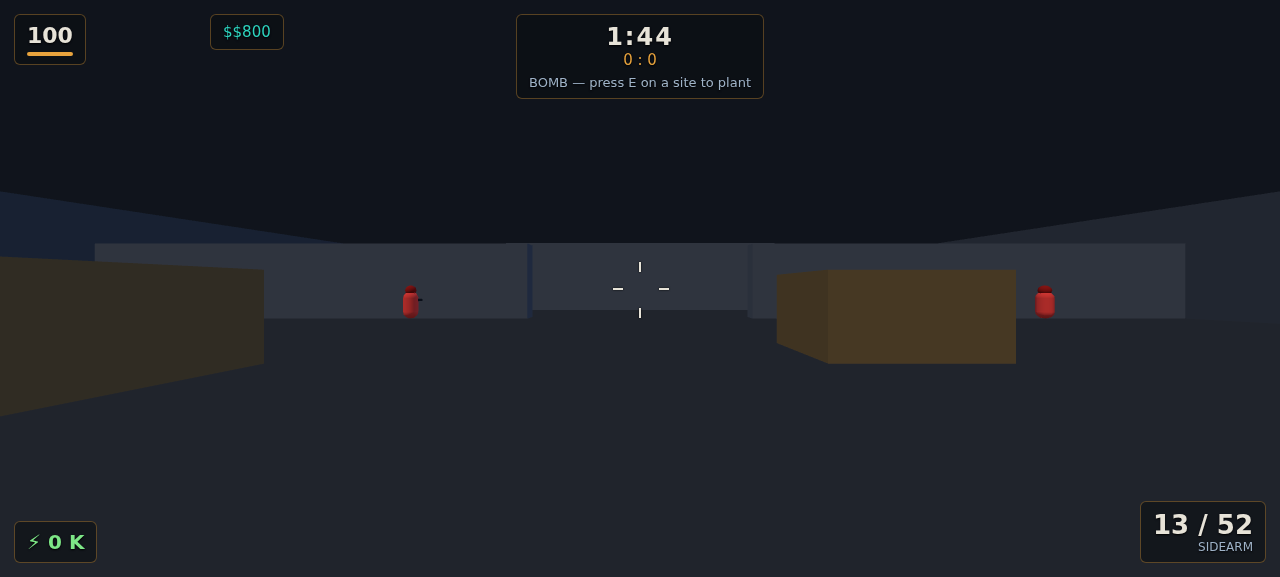 100
$$800
1:44
0 : 0
BOMB — press E on a site to plant
⚡ 0 K
13 / 52
SIDEARM